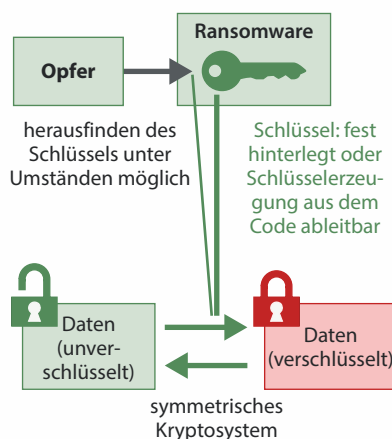 Ransomware
Opfer
herausfinden des
Schlüssels unter
Umständen möglich
Schlüssel: fest
hinterlegt oder
Schlüsselerzeu-
gung aus dem
Code ableitbar
Daten
(unver-
schlüsselt)
Daten
(verschlüsselt)
symmetrisches
Kryptosystem